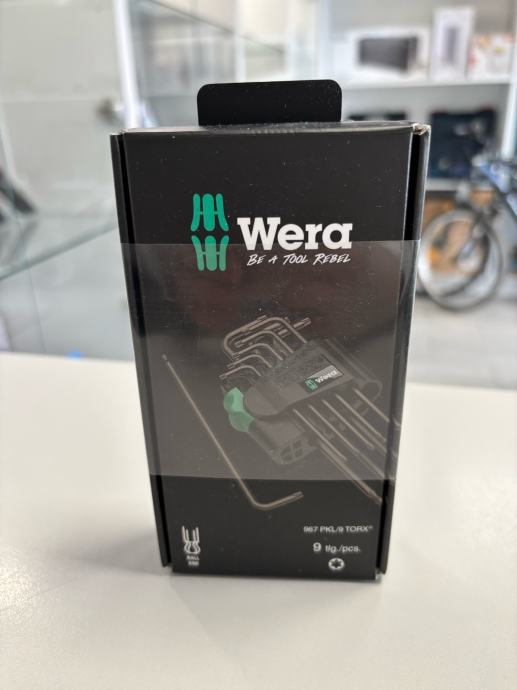 Wera
BE A TOOL REBEL
Wera
967 PKL/9 TORX®
9 tlg./pcs.
BALL
END